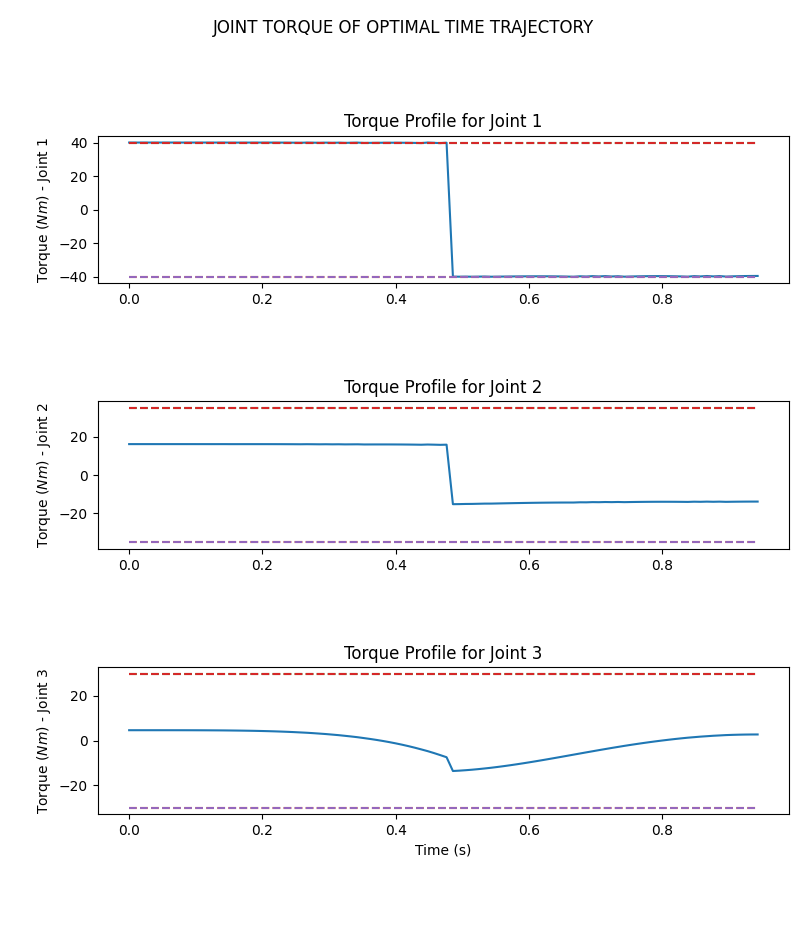 JOINT TORQUE OF OPTIMAL TIME TRAJECTORY
Torque Profile for Joint 1
Torque (Nm) - Joint 1
40
20
0
−20
−40
0.0 0.2 0.4 0.6 0.8
Torque Profile for Joint 2
Torque (Nm) - Joint 2
20
0
−20
0.0 0.2 0.4 0.6 0.8
Torque Profile for Joint 3
Torque (Nm) - Joint 3
20
0
−20
0.0 0.2 0.4 0.6 0.8
Time (s)